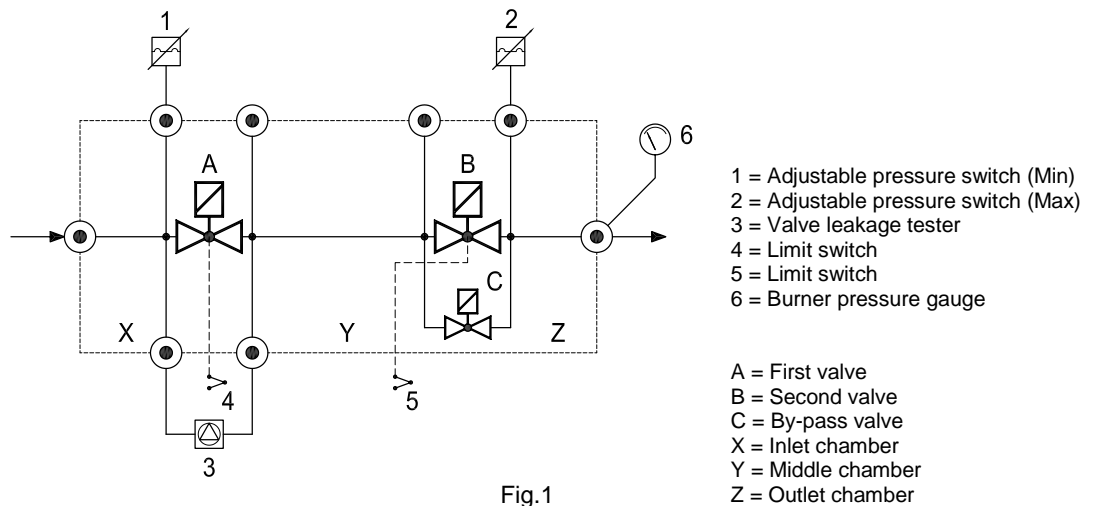 1
2
6
A
B
C
X
Y
Z
4
5
3
Fig.1
1 = Adjustable pressure switch (Min)
2 = Adjustable pressure switch (Max)
3 = Valve leakage tester
4 = Limit switch
5 = Limit switch
6 = Burner pressure gauge
A = First valve
B = Second valve
C = By-pass valve
X = Inlet chamber
Y = Middle chamber
Z = Outlet chamber